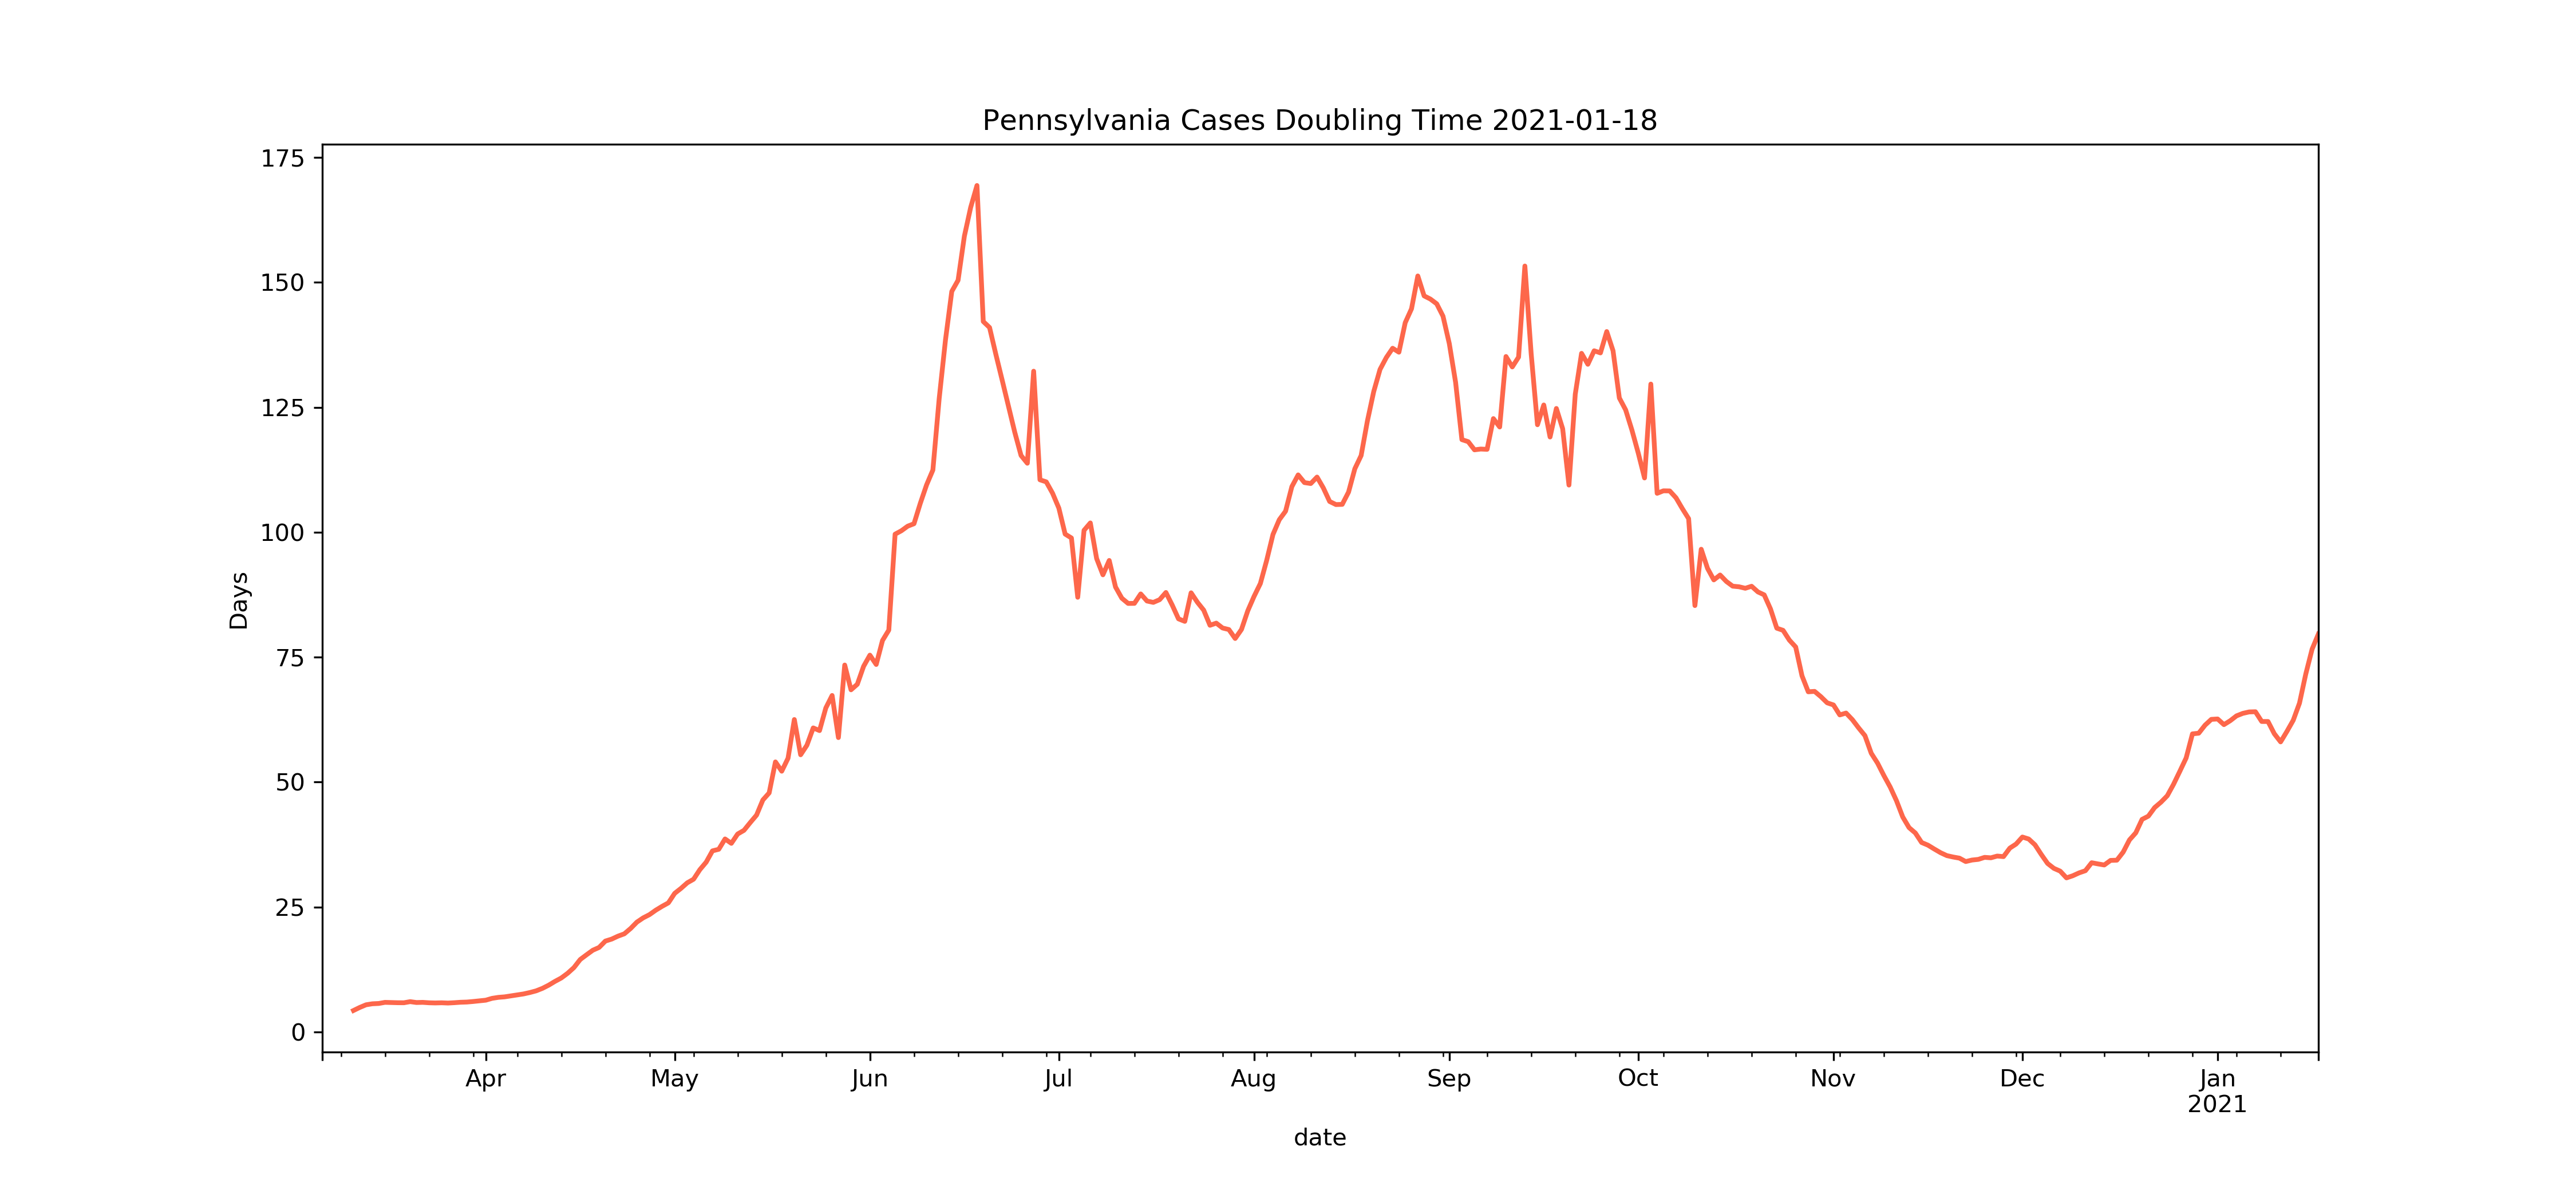 Pennsylvania Cases Doubling Time 2021-01-18
175
150
125
100
75
50
25
0
Days
Apr May Jun Jul Aug Sep Oct Nov Dec Jan
2021
date